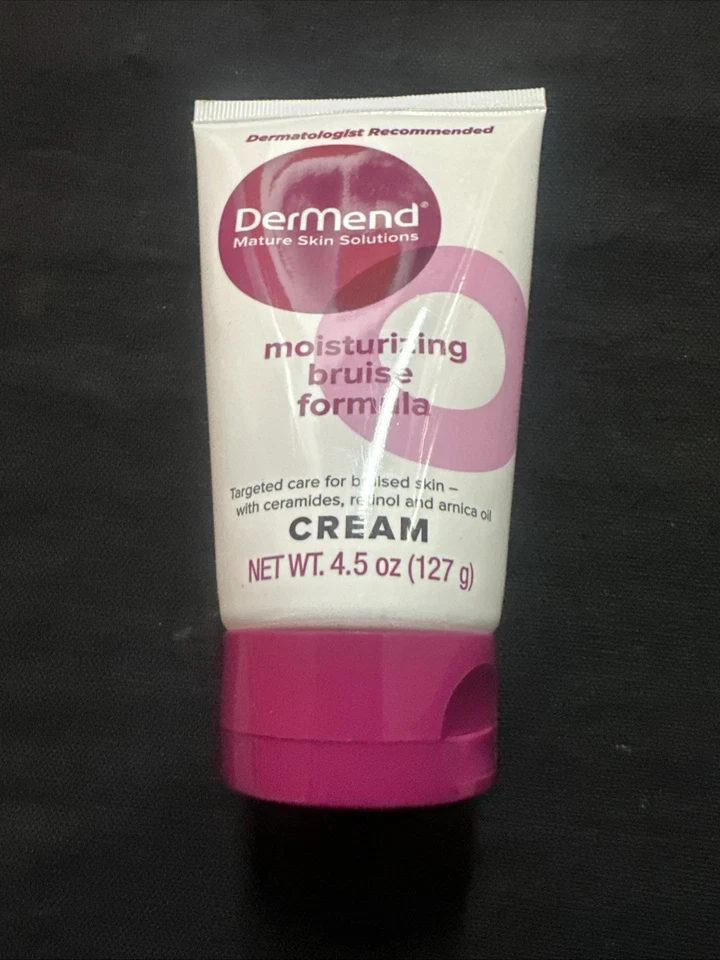 Dermatologist Recommended
DerMend®
Mature Skin Solutions
moisturizing
bruise
formula
Targeted care for bruised skin –
with ceramides, retinol and arnica oil
CREAM
NET WT. 4.5 oz (127 g)